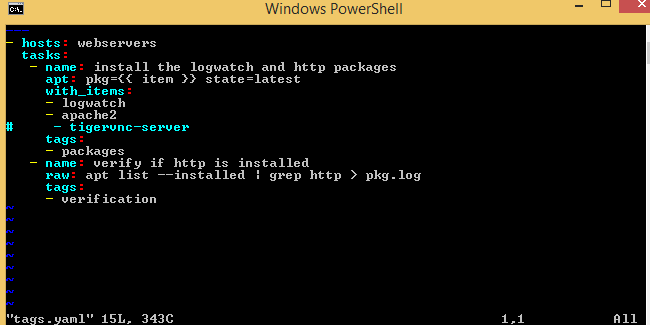 Windows PowerShell
---
- hosts: webservers
  tasks:
   - name: install the logwatch and http packages
     apt: pkg={{ item }} state=latest
     with_items:
     - logwatch
     - apache2
#     - tigervnc-server
     tags:
     - packages
   - name: verify if http is installed
     raw: apt list --installed | grep http > pkg.log
     tags:
     - verification
~
~
~
~
~
~
~
~
~
"tags.yaml" 15L, 343C 1,1 All